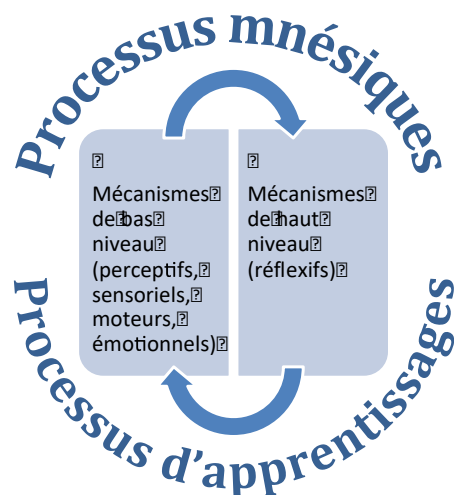 Processus mnésiques
Mécanismes
de bas
niveau
(perceptifs,
sensoriels,
moteurs,
émotionnels)
Mécanismes
de haut
niveau
(réflexifs)
Processus d'apprentissages